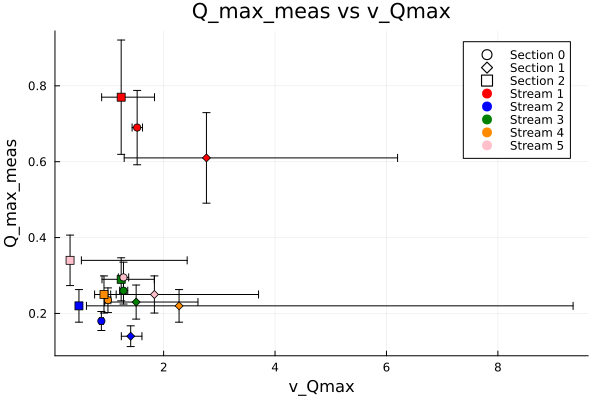 Q_max_meas vs v_Qmax
Section 0
Section 1
Section 2
Stream 1
Stream 2
Stream 3
Stream 4
Stream 5
Q_max_meas
0.8
0.6
0.4
0.2
2
4
6
8
v_Qmax